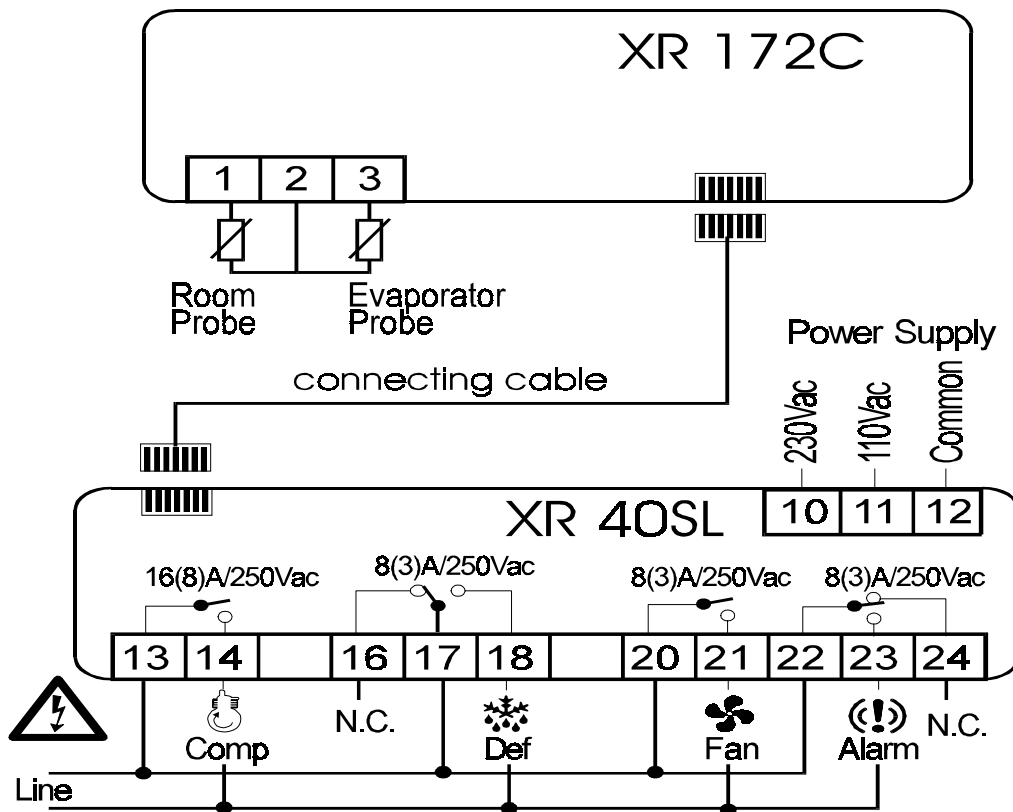 XR 172C
1 2 3
Room Probe
Evaporator Probe
connecting cable
Power Supply
230Vac
110Vac
Common
XR 40SL
10 11 12
16(8)A/250Vac
8(3)A/250Vac
8(3)A/250Vac
8(3)A/250Vac
13 14 16 17 18 20 21 22 23 24
Comp
N.C.
Def
Fan
Alarm
N.C.
Line